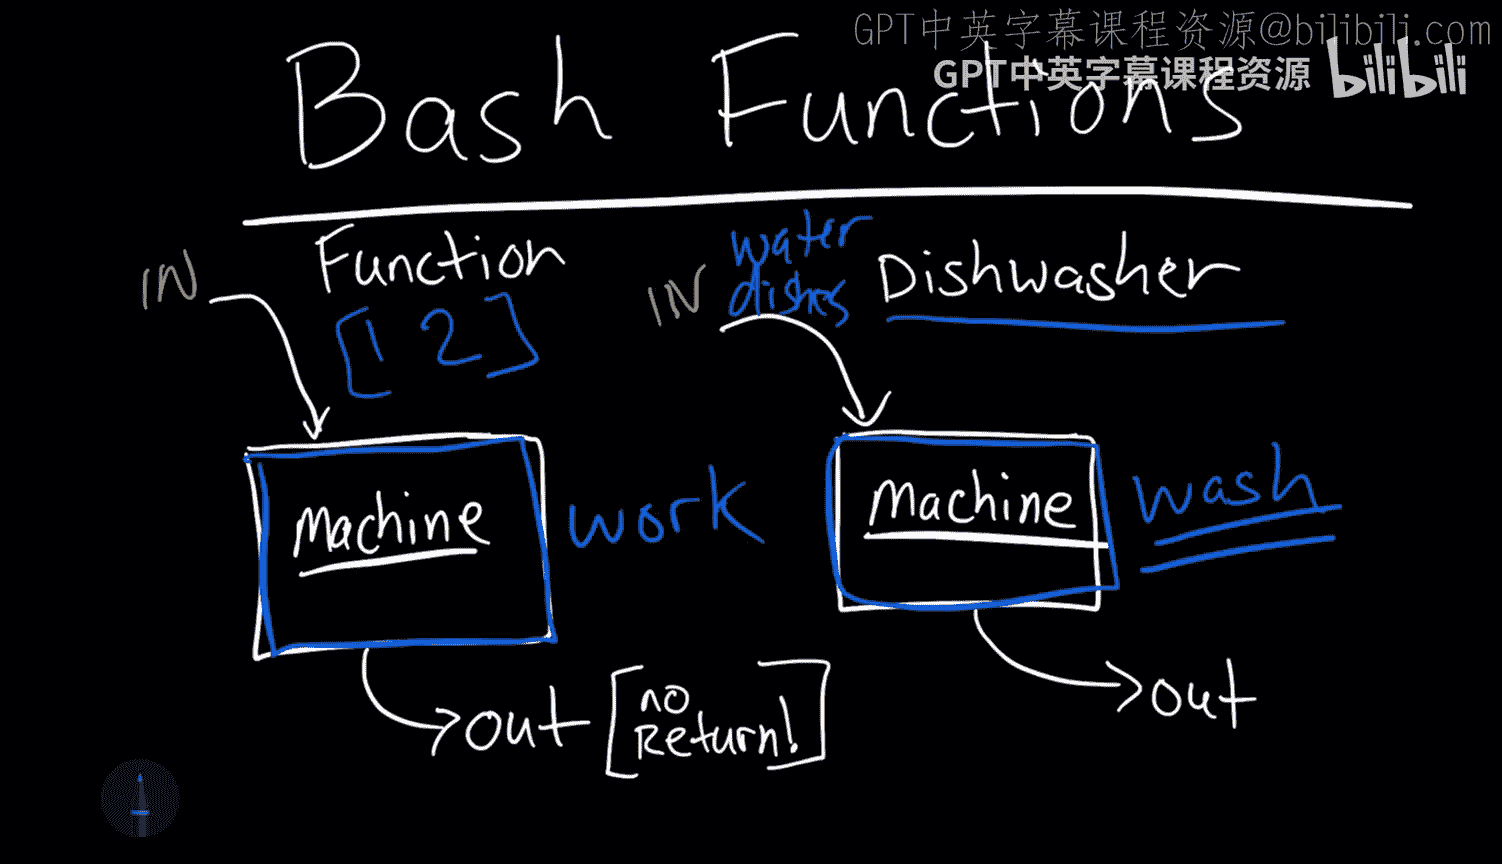 GPT中英字幕课程资源@bilibili.com
GPT中英字幕课程资源 bilibili
Bash Functions
IN
Function
[1 2]
Machine
work
out [no
Return!]
IN
water
dishes
Dishwasher
Machine
wash
out